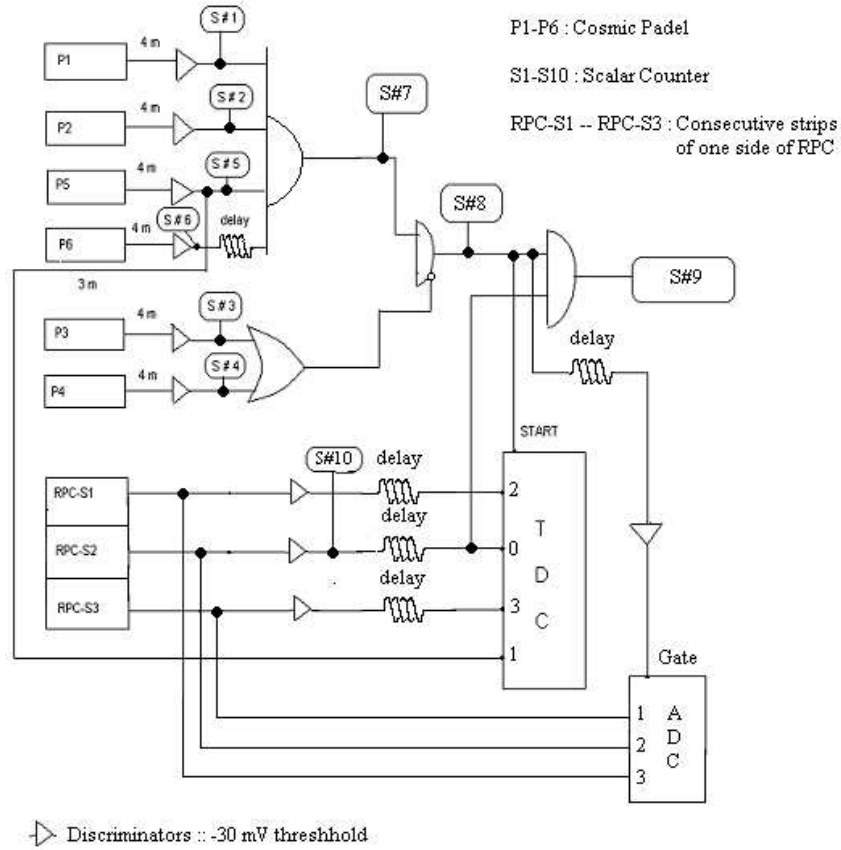 S#1
P1-P6 : Cosmic Padel
4 m
P1
S1-S10 : Scalar Counter
S#2
S#7
4 m
P2
RPC-S1 -- RPC-S3 : Consecutive strips
of one side of RPC
4 m
S#5
P5
S#6
delay
S#8
4 m
P6
3 m
S#9
S#3
4 m
P3
delay
S#4
4 m
P4
START
S#10
delay
RPC-S1
2
delay
T
RPC-S2
0
D
delay
RPC-S3
3
C
1
Gate
1 A
2 D
3 C
Discriminators :: -30 mV threshhold